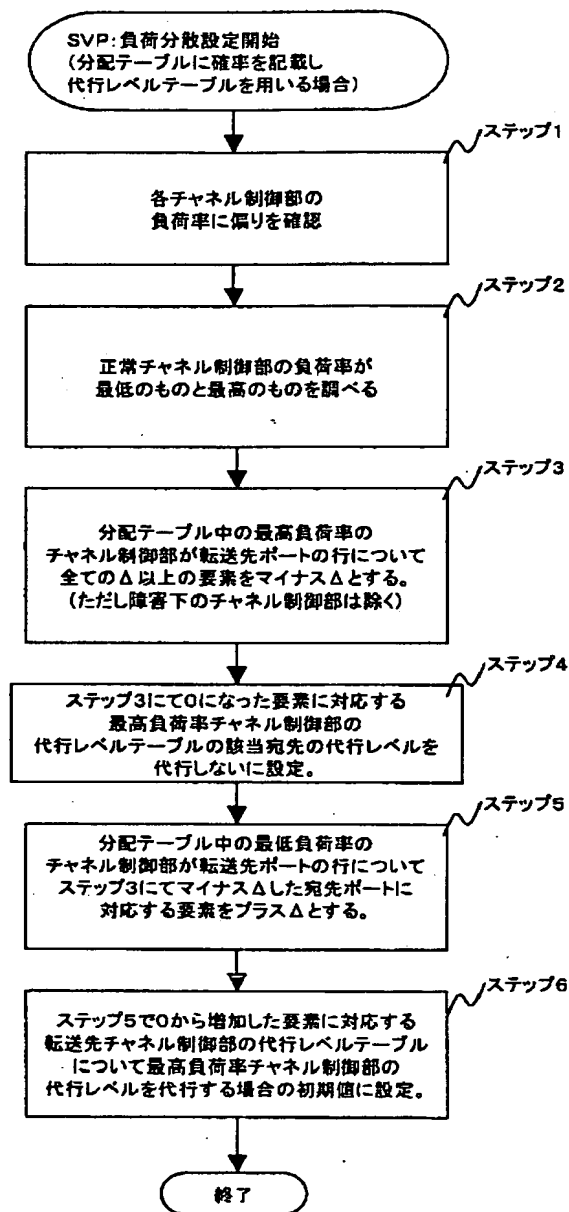 SVP:負荷分散設定開始
(分配テーブルに確率を記載し
代行レベルテーブルを用いる場合)
ステップ1
各チャネル制御部の
負荷率に偏りを確認
ステップ2
正常チャネル制御部の負荷率が
最低のものと最高のものを調べる
ステップ3
分配テーブル中の最高負荷率の
チャネル制御部が転送先ポートの行について
全てのΔ以上の要素をマイナスΔとする。
(ただし障害下のチャネル制御部は除く)
ステップ4
ステップ3にて0になった要素に対応する
最高負荷率チャネル制御部の
代行レベルテーブルの該当宛先の代行レベルを
代行しないに設定。
ステップ5
分配テーブル中の最低負荷率の
チャネル制御部が転送先ポートの行について
ステップ3にてマイナスΔした宛先ポートに
対応する要素をプラスΔとする。
ステップ6
ステップ5で0から増加した要素に対応する
転送先チャネル制御部の代行レベルテーブル
について最高負荷率チャネル制御部の
代行レベルを代行する場合の初期値に設定。
終了